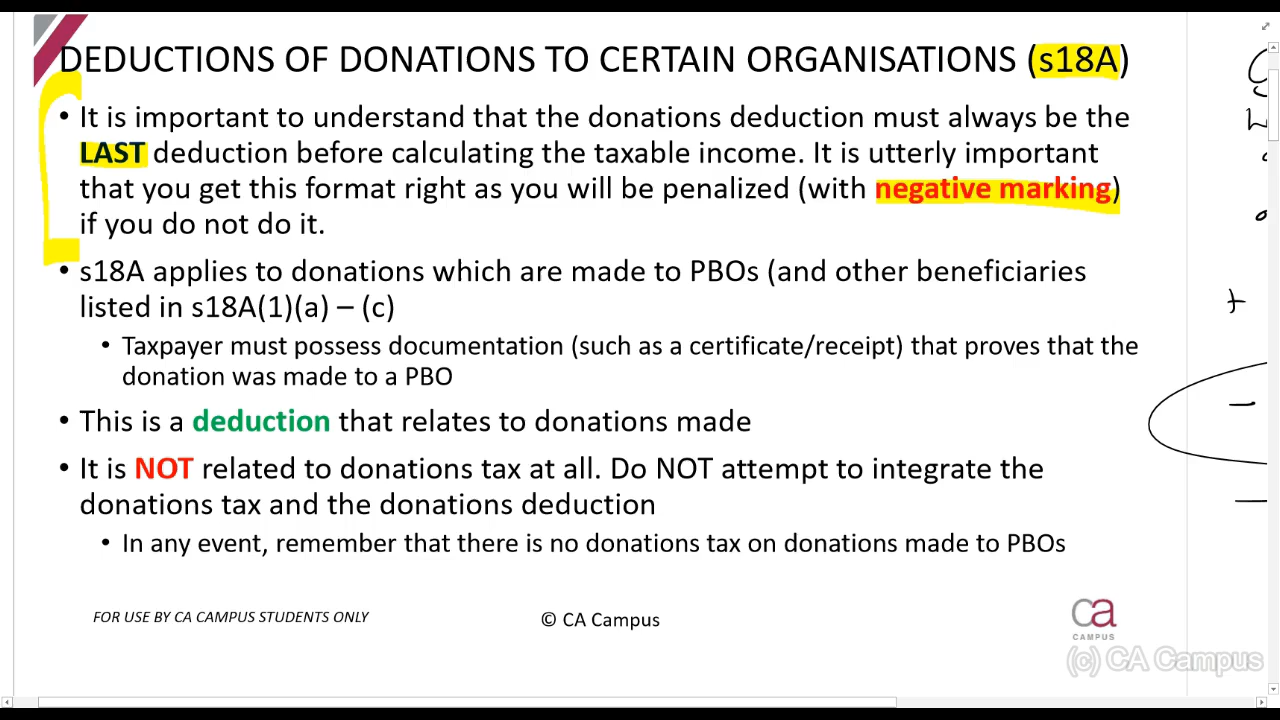 DEDUCTIONS OF DONATIONS TO CERTAIN ORGANISATIONS (s18A)
• It is important to understand that the donations deduction must always be the
LAST deduction before calculating the taxable income. It is utterly important
that you get this format right as you will be penalized (with negative marking)
if you do not do it.
• s18A applies to donations which are made to PBOs (and other beneficiaries
listed in s18A(1)(a) – (c)
• Taxpayer must possess documentation (such as a certificate/receipt) that proves that the
donation was made to a PBO
• This is a deduction that relates to donations made
• It is NOT related to donations tax at all. Do NOT attempt to integrate the
donations tax and the donations deduction
• In any event, remember that there is no donations tax on donations made to PBOs
FOR USE BY CA CAMPUS STUDENTS ONLY
© CA Campus
ca
CAMPUS
(c) CA Campus
+
–